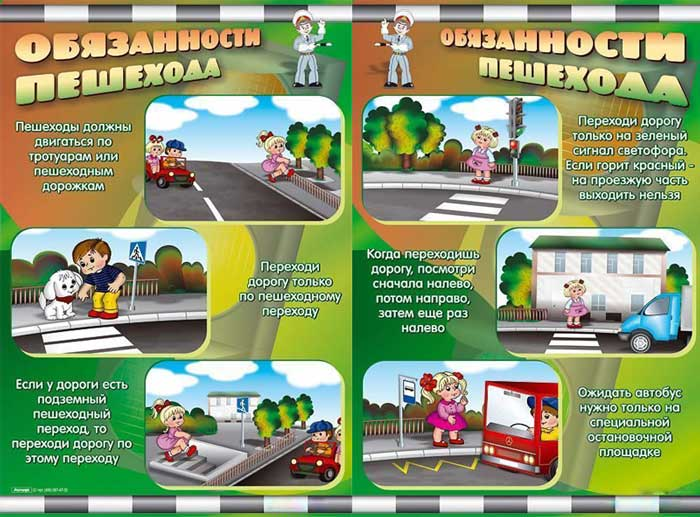 ОБЯЗАННОСТИ
ПЕШЕХОДА
Пешеходы должны
двигаться по
тротуарам или
пешеходным
дорожкам
Переходи
дорогу только
по пешеходному
переходу
Если у дороги есть
подземный
пешеходный
переход, то
переходи дорогу по
этому переходу
ОБЯЗАННОСТИ
ПЕШЕХОДА
Переходи дорогу
только на зеленый
сигнал светофора.
Если горит красный -
на проезжую часть
выходить нельзя
Когда переходишь
дорогу, посмотри
сначала налево,
потом направо,
затем еще раз
налево
Ожидать автобус
нужно только на
специальной
остановочной
площадке